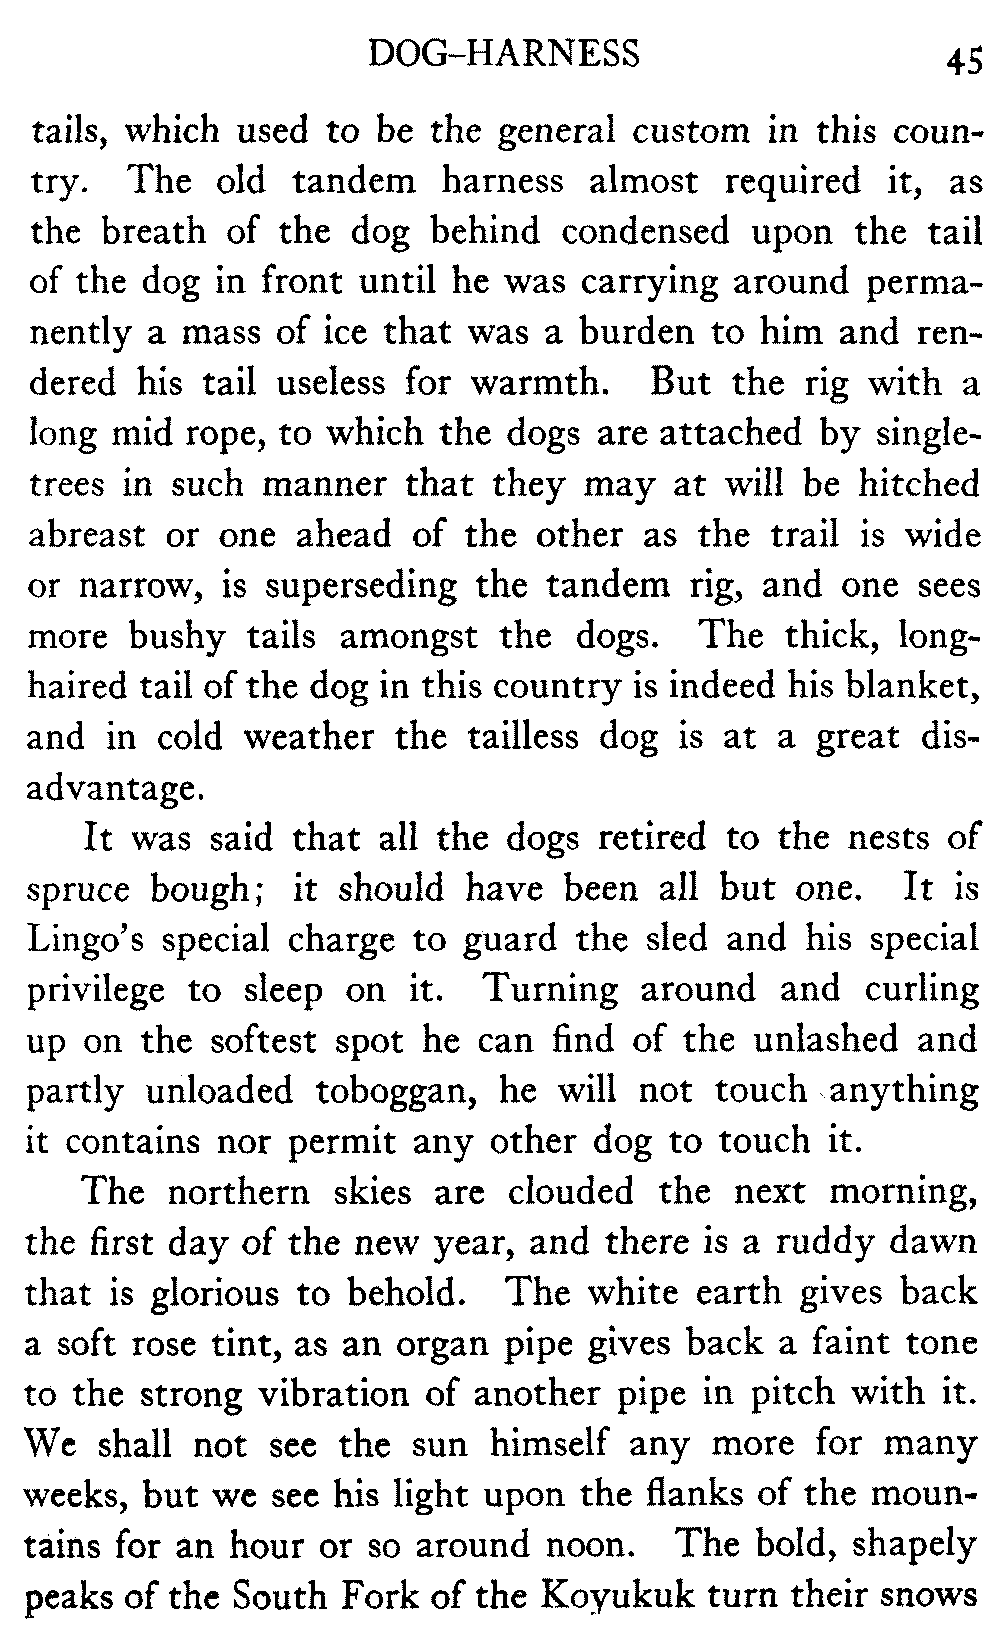 DOG-HARNESS 45
tails, which used to be the general custom in this coun-
try. The old tandem harness almost required it, as
the breath of the dog behind condensed upon the tail
of the dog in front until he was carrying around perma-
nently a mass of ice that was a burden to him and ren-
dered his tail useless for warmth. But the rig with a
long mid rope, to which the dogs are attached by single-
trees in such manner that they may at will be hitched
abreast or one ahead of the other as the trail is wide
or narrow, is superseding the tandem rig, and one sees
more bushy tails amongst the dogs. The thick, long-
haired tail of the dog in this country is indeed his blanket,
and in cold weather the tailless dog is at a great dis-
advantage.
It was said that all the dogs retired to the nests of
spruce bough; it should have been all but one. It is
Lingo's special charge to guard the sled and his special
privilege to sleep on it. Turning around and curling
up on the softest spot he can find of the unlashed and
partly unloaded toboggan, he will not touch anything
it contains nor permit any other dog to touch it.
The northern skies are clouded the next morning,
the first day of the new year, and there is a ruddy dawn
that is glorious to behold. The white earth gives back
a soft rose tint, as an organ pipe gives back a faint tone
to the strong vibration of another pipe in pitch with it.
We shall not see the sun himself any more for many
weeks, but we see his light upon the flanks of the moun-
tains for an hour or so around noon. The bold, shapely
peaks of the South Fork of the Koyukuk turn their snows